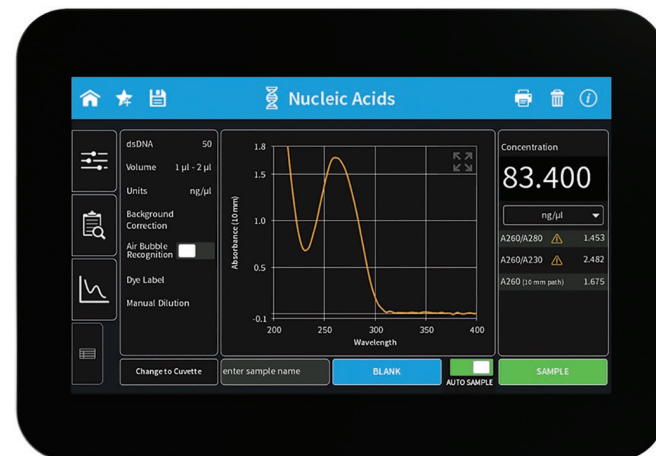 Nucleic Acids
dsDNA 50
Volume 1 µl - 2 µl
Units ng/µl
Background
Correction
Air Bubble
Recognition
Dye Label
Manual Dilution
Absorbance (10 mm)
1.8
1.5
1.0
0.5
-0.1
200 250 300 350 400
Wavelength
Concentration
83.400
ng/µl
A260/A280 1.453
A260/A230 2.482
A260 (10 mm path) 1.675
Change to Cuvette
enter sample name
BLANK
AUTO SAMPLE
SAMPLE